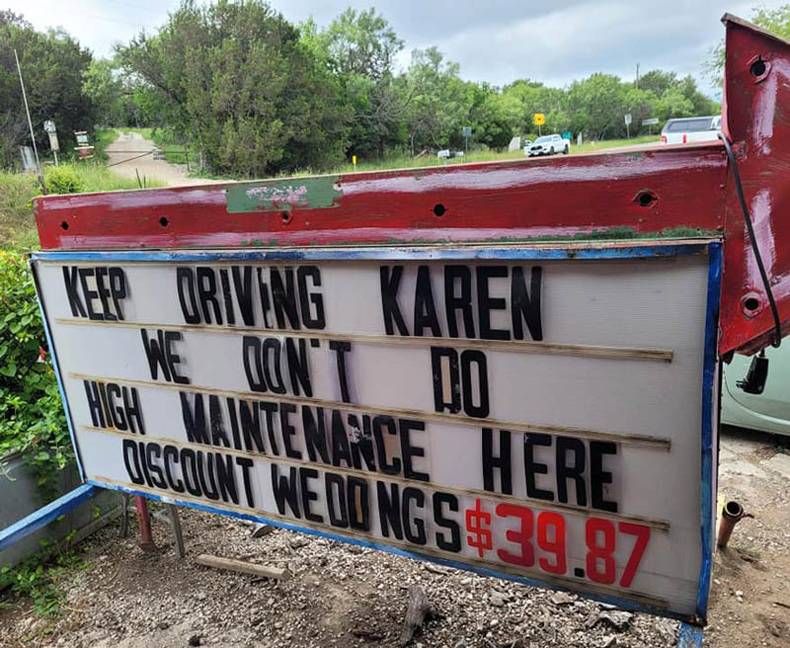 KEEP DRIVING KAREN
WE DON'T DO
HIGH MAINTENANCE HERE
DISCOUNT WEDDNGS $39.87